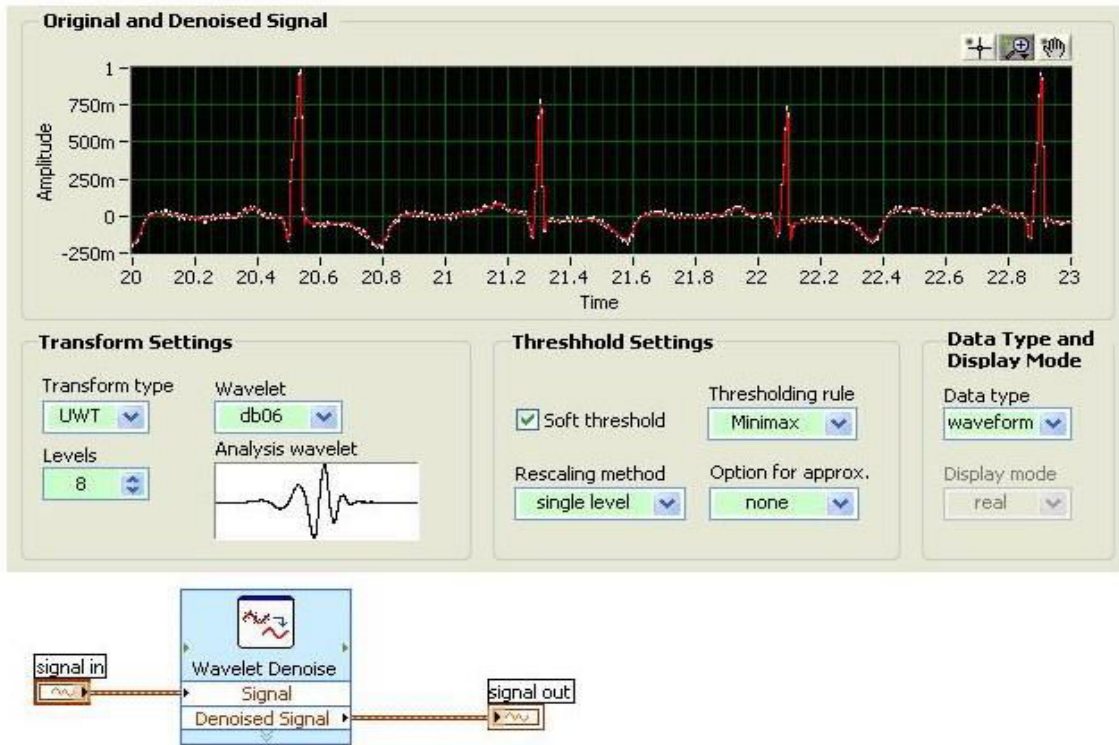 Original and Denoised Signal
1
750m
500m
250m
0
-250m
Amplitude
20 20.2 20.4 20.6 20.8 21 21.2 21.4 21.6 21.8 22 22.2 22.4 22.6 22.8 23
Time
Transform Settings
Transform type
UWT
Wavelet
db06
Levels
8
Analysis wavelet
Threshhold Settings
Soft threshold
Thresholding rule
Minimax
Rescaling method
single level
Option for approx.
none
Data Type and
Display Mode
Data type
waveform
Display mode
real
signal in
Wavelet Denoise
Signal
Denoised Signal
signal out